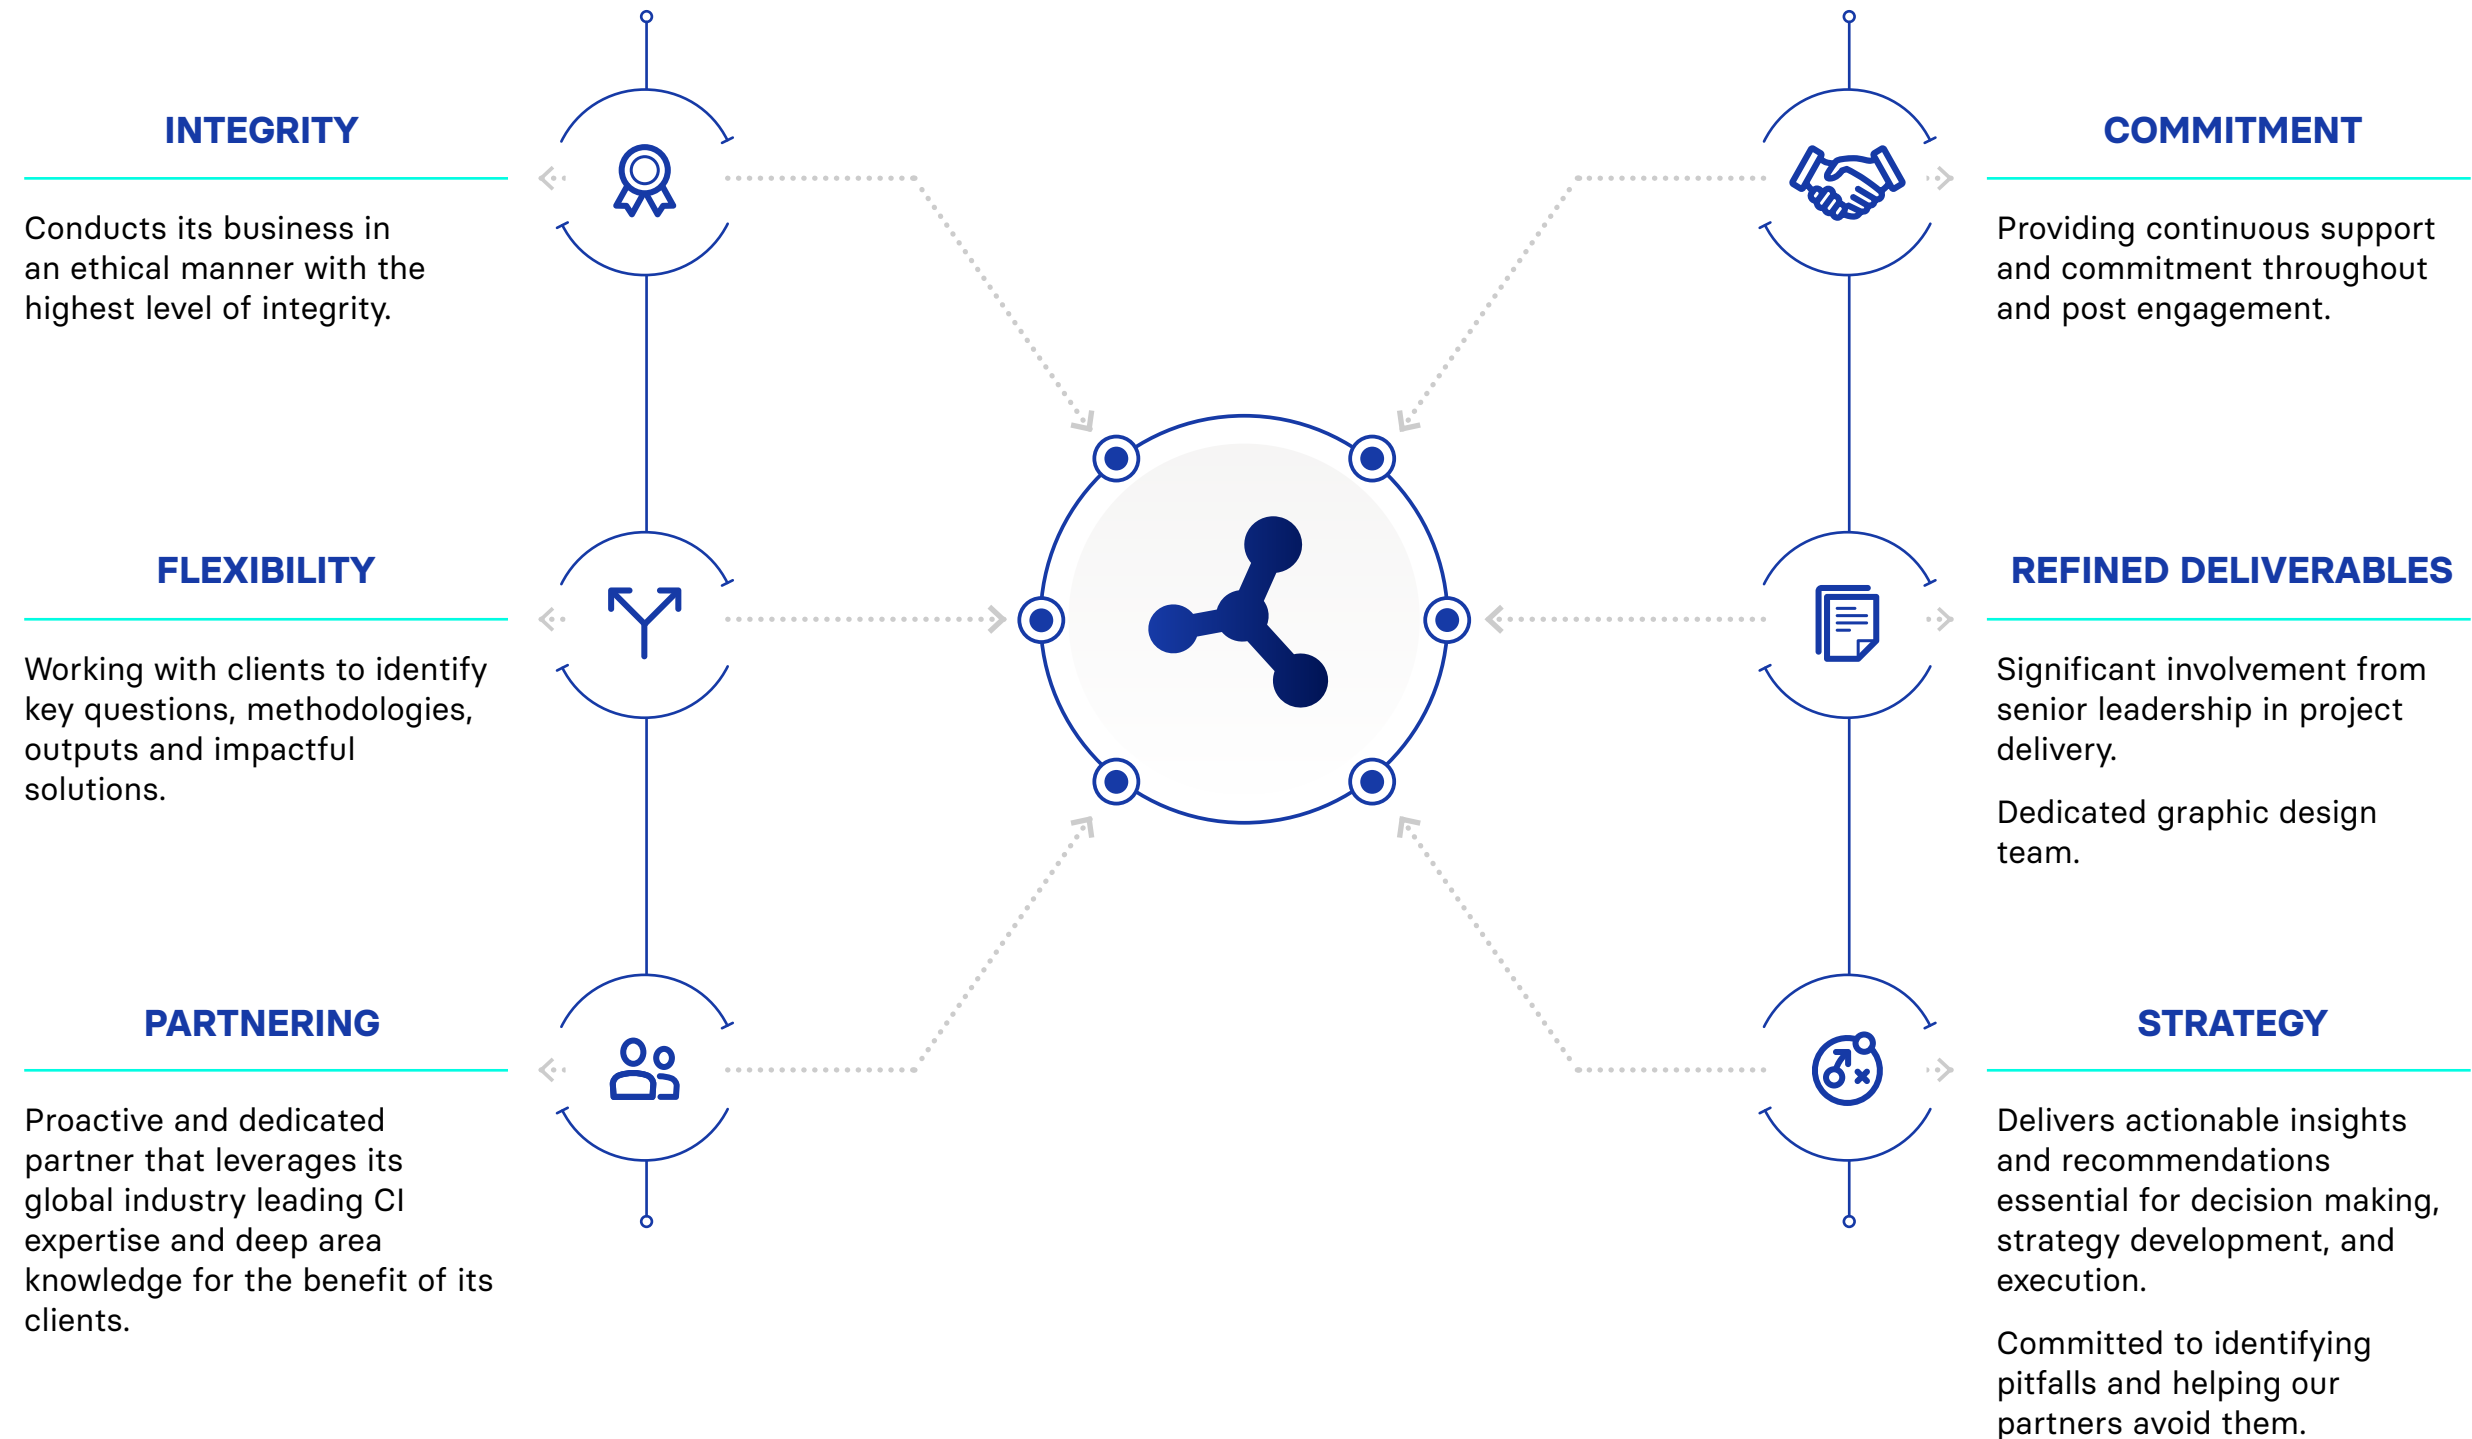 INTEGRITY
Conducts its business in
an ethical manner with the
highest level of integrity.
FLEXIBILITY
Working with clients to identify
key questions, methodologies,
outputs and impactful
solutions.
PARTNERING
Proactive and dedicated
partner that leverages its
global industry leading CI
expertise and deep area
knowledge for the benefit of its
clients.
COMMITMENT
Providing continuous support
and commitment throughout
and post engagement.
REFINED DELIVERABLES
Significant involvement from
senior leadership in project
delivery.
Dedicated graphic design
team.
STRATEGY
Delivers actionable insights
and recommendations
essential for decision making,
strategy development, and
execution.
Committed to identifying
pitfalls and helping our
partners avoid them.